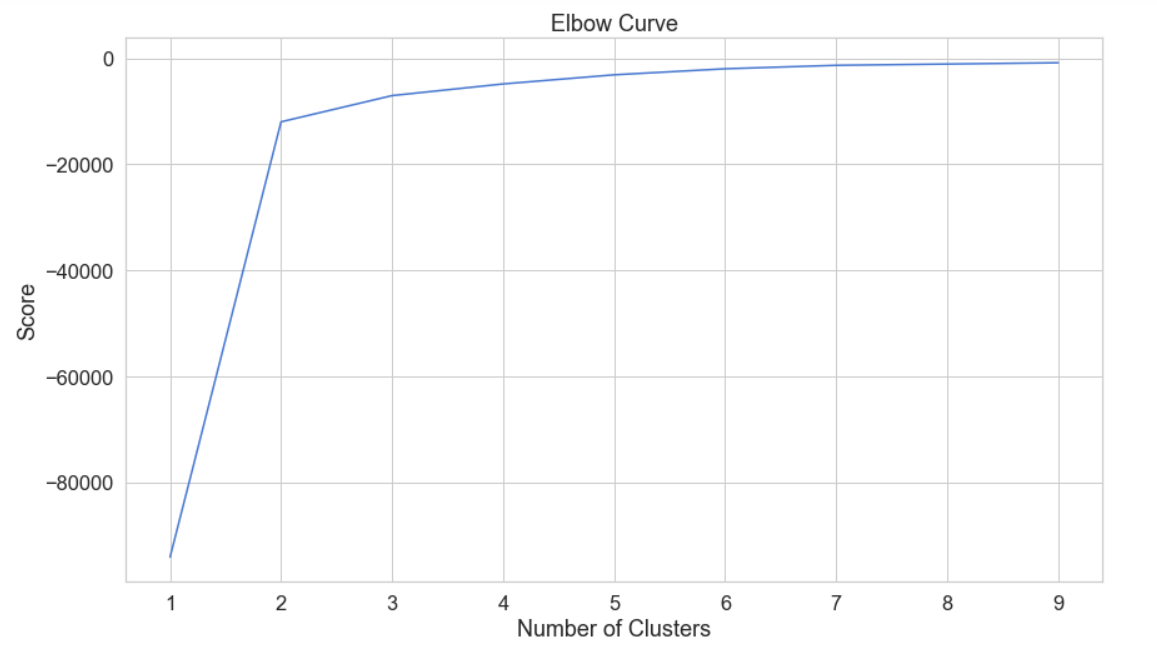 Elbow Curve
0
−20000
−40000
−60000
−80000
Score
1 2 3 4 5 6 7 8 9
Number of Clusters